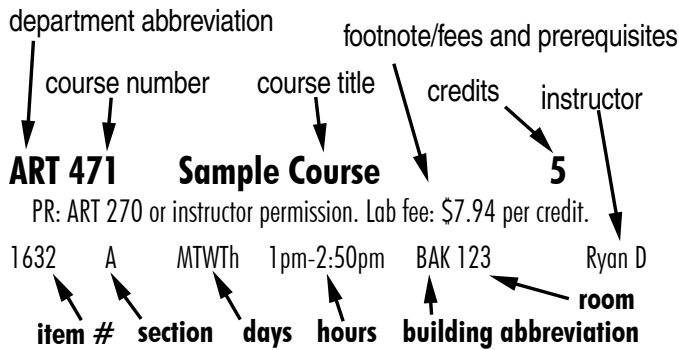 department abbreviation
footnote/fees and prerequisites
course number course title credits instructor
ART 471 Sample Course 5
PR: ART 270 or instructor permission. Lab fee: $7.94 per credit.
1632 A MTWTh 1pm-2:50pm BAK 123 Ryan D
room
item # section days hours building abbreviation